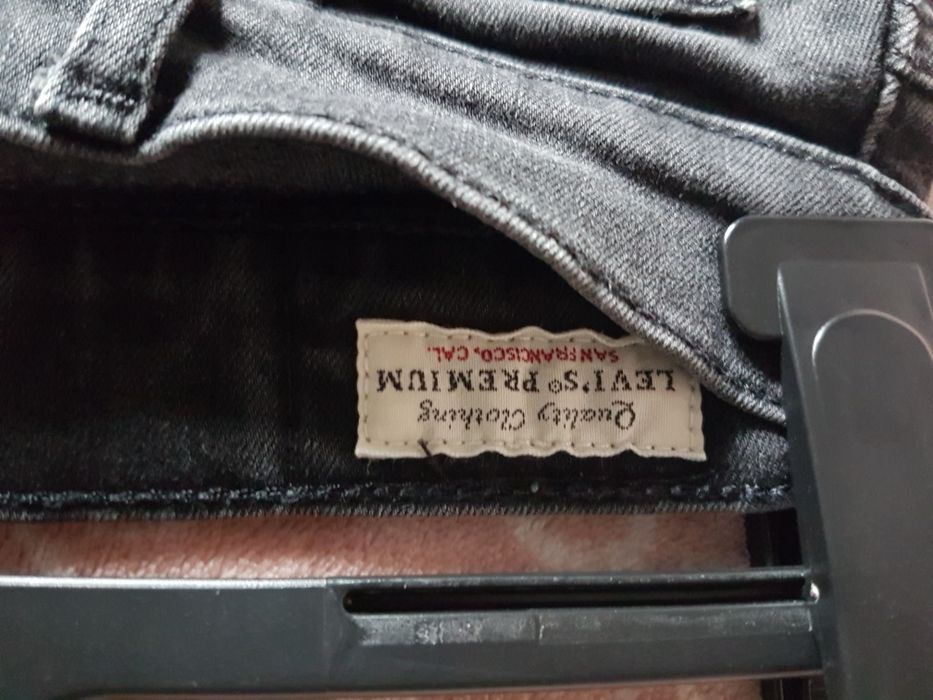 Quality Clothing
LEVI'S® PREMIUM
SAN FRANCISCO, CAL.